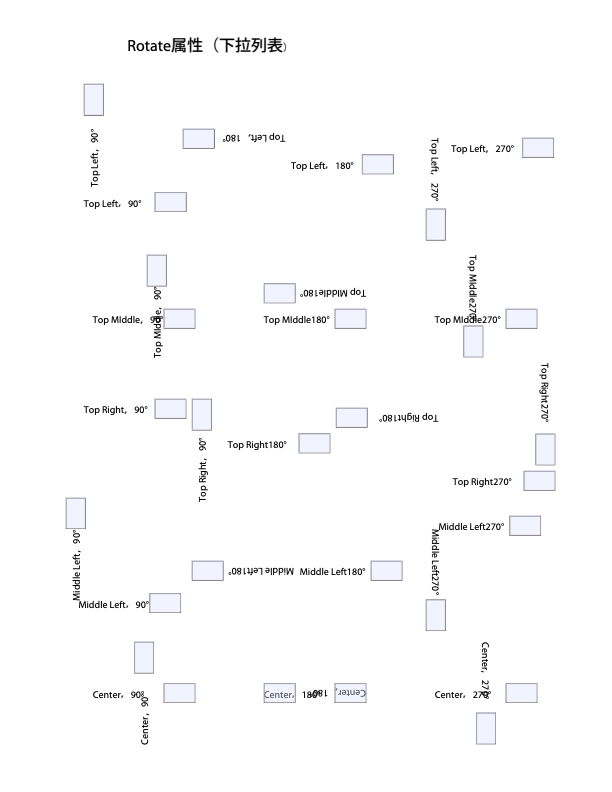 Rotate属性（下拉列表）
Top Left， 90°
Top Left， 180°
Top Left， 180°
Top Left， 270°
Top Left， 270°
Top Left， 90°
Top MIddle， 90°
Top MIddle180°
Top MIddle270°
Top MIddle， 90°
Top MIddle180°
Top MIddle270°
Top Right， 90°
Top Right， 90°
Top Right180°
Top Right180°
Top Right270°
Top Right270°
Middle Left， 90°
Middle Left270°
Middle Left270°
Middle Left180°
Middle Left180°
Middle Left， 90°
Center， 90°
Center， 90°
Center， 180°
Center， 180°
Center， 270°
Center， 270°